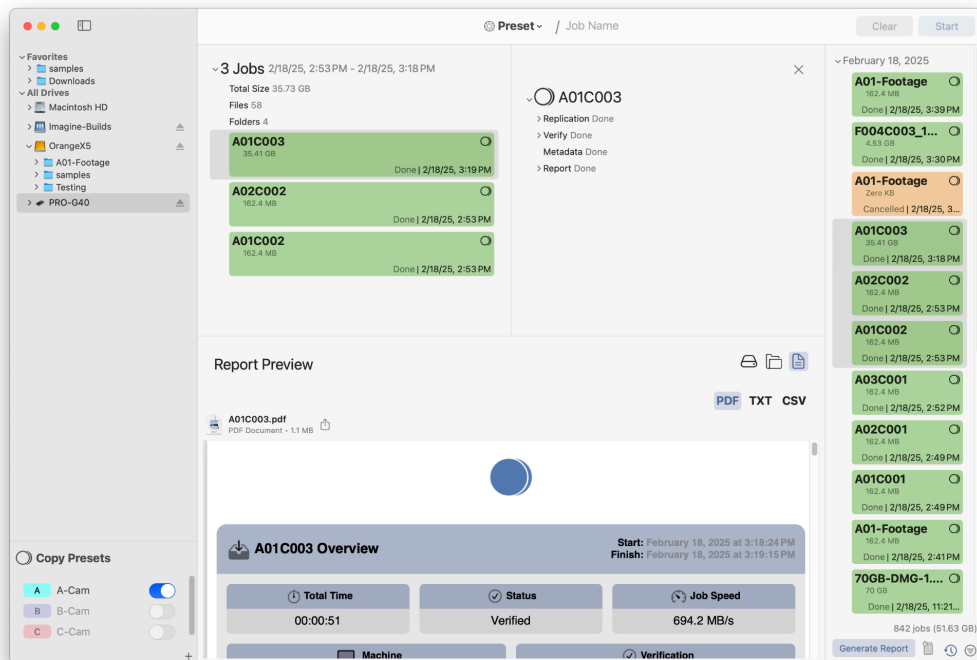 Preset
/ Job Name
Clear
Start
Favorites
samples
Downloads
All Drives
Macintosh HD
Imagine-Builds
OrangeX5
A01-Footage
samples
Testing
PRO-G40
Copy Presets
A A-Cam
B B-Cam
C C-Cam
+
3 Jobs 2/18/25, 2:53 PM - 2/18/25, 3:18 PM
Total Size 35.73 GB
Files 58
Folders 4
A01C003
35.41 GB
Done | 2/18/25, 3:19 PM
A02C002
162.4 MB
Done | 2/18/25, 2:53 PM
A01C002
162.4 MB
Done | 2/18/25, 2:53 PM
A01C003
Replication Done
Verify Done
Metadata Done
Report Done
Report Preview
PDF TXT CSV
A01C003.pdf
PDF Document • 1.1 MB
A01C003 Overview
Start: February 18, 2025 at 3:18:24 PM
Finish: February 18, 2025 at 3:19:15 PM
Total Time
00:00:51
Status
Verified
Job Speed
694.2 MB/s
Machine
Verification
February 18, 2025
A01-Footage
162.4 MB
Done | 2/18/25, 3:39 PM
F004C003_1...
4.53 GB
Done | 2/18/25, 3:30 PM
A01-Footage
Zero KB
Cancelled | 2/18/25, 3...
A01C003
35.41 GB
Done | 2/18/25, 3:18 PM
A02C002
162.4 MB
Done | 2/18/25, 2:53 PM
A01C002
162.4 MB
Done | 2/18/25, 2:53 PM
A03C001
162.4 MB
Done | 2/18/25, 2:52 PM
A02C001
162.4 MB
Done | 2/18/25, 2:49 PM
A01C001
162.4 MB
Done | 2/18/25, 2:49 PM
A01-Footage
162.4 MB
Done | 2/18/25, 2:41 PM
70GB-DMG-1....
70 GB
Done | 2/18/25, 11:21...
842 jobs (51.63 GB)
Generate Report